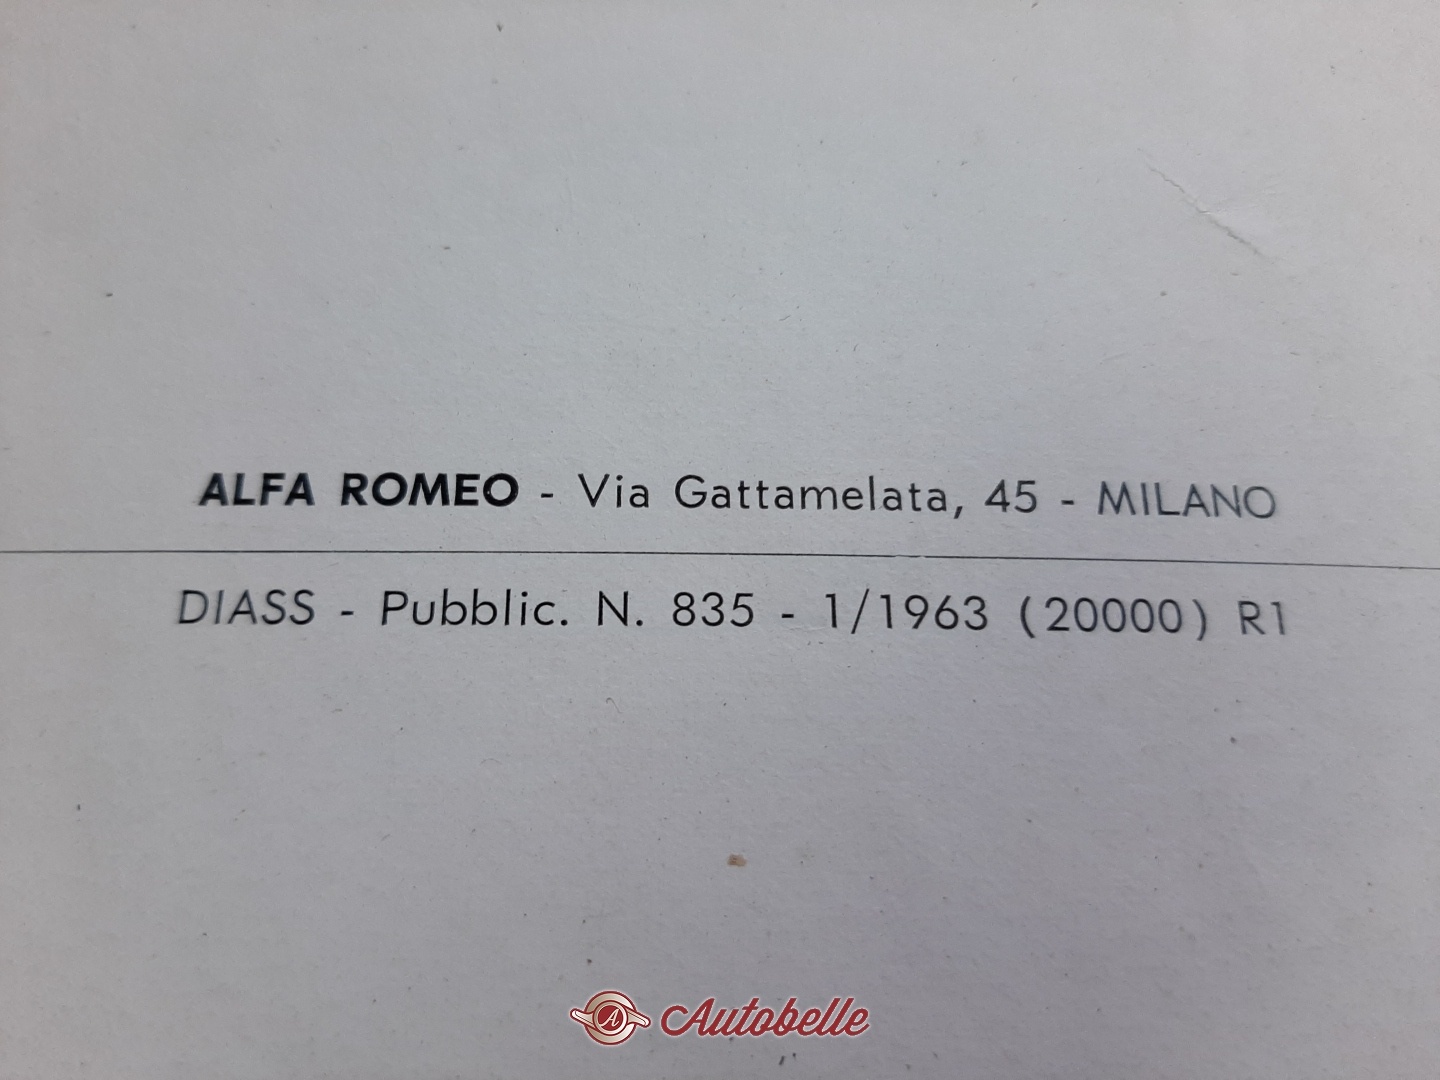 ALFA ROMEO - Via Gattamelata, 45 - MILANO
DIASS - Pubblic. N. 835 - 1/1963 (20000) R1
A Autobelle